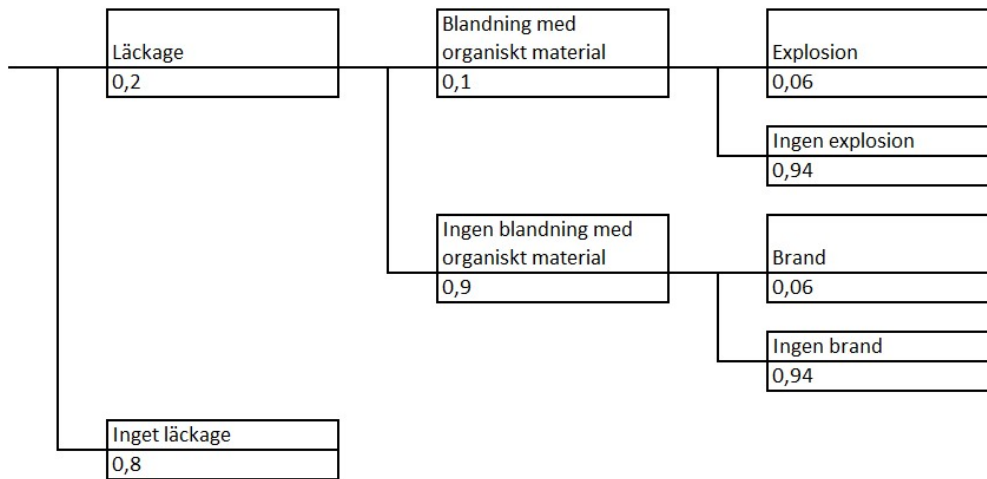 Läckage
0,2
Blandning med
organiskt material
0,1
Explosion
0,06
Ingen explosion
0,94
Ingen blandning med
organiskt material
0,9
Brand
0,06
Ingen brand
0,94
Inget läckage
0,8